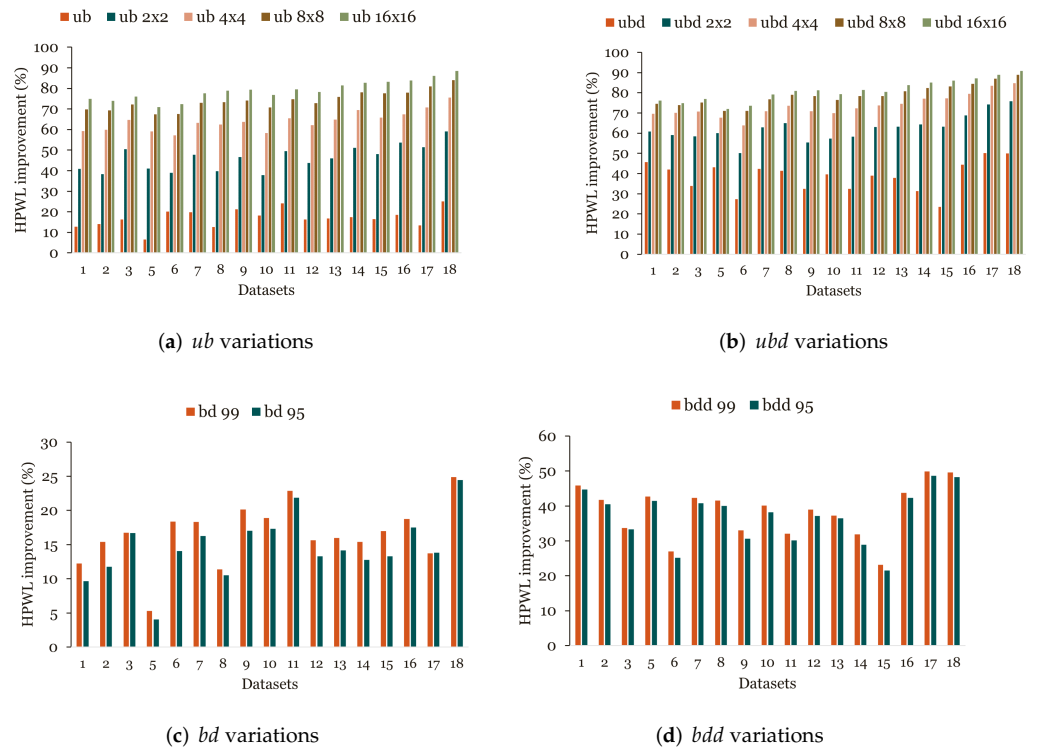 ub ub 2x2 ub 4x4 ub 8x8 ub 16x16
HPWL improvement (%)
100
90
80
70
60
50
40
30
20
10
0
1 2 3 5 6 7 8 9 10 11 12 13 14 15 16 17 18
Datasets
(a) ub variations
ubd ubd 2x2 ubd 4x4 ubd 8x8 ubd 16x16
HPWL improvement (%)
100
90
80
70
60
50
40
30
20
10
0
1 2 3 5 6 7 8 9 10 11 12 13 14 15 16 17 18
Datasets
(b) ubd variations
bd 99 bd 95
HPWL improvement (%)
30
25
20
15
10
5
0
1 2 3 5 6 7 8 9 10 11 12 13 14 15 16 17 18
Datasets
(c) bd variations
bdd 99 bdd 95
HPWL improvement (%)
60
50
40
30
20
10
0
1 2 3 5 6 7 8 9 10 11 12 13 14 15 16 17 18
Datasets
(d) bdd variations